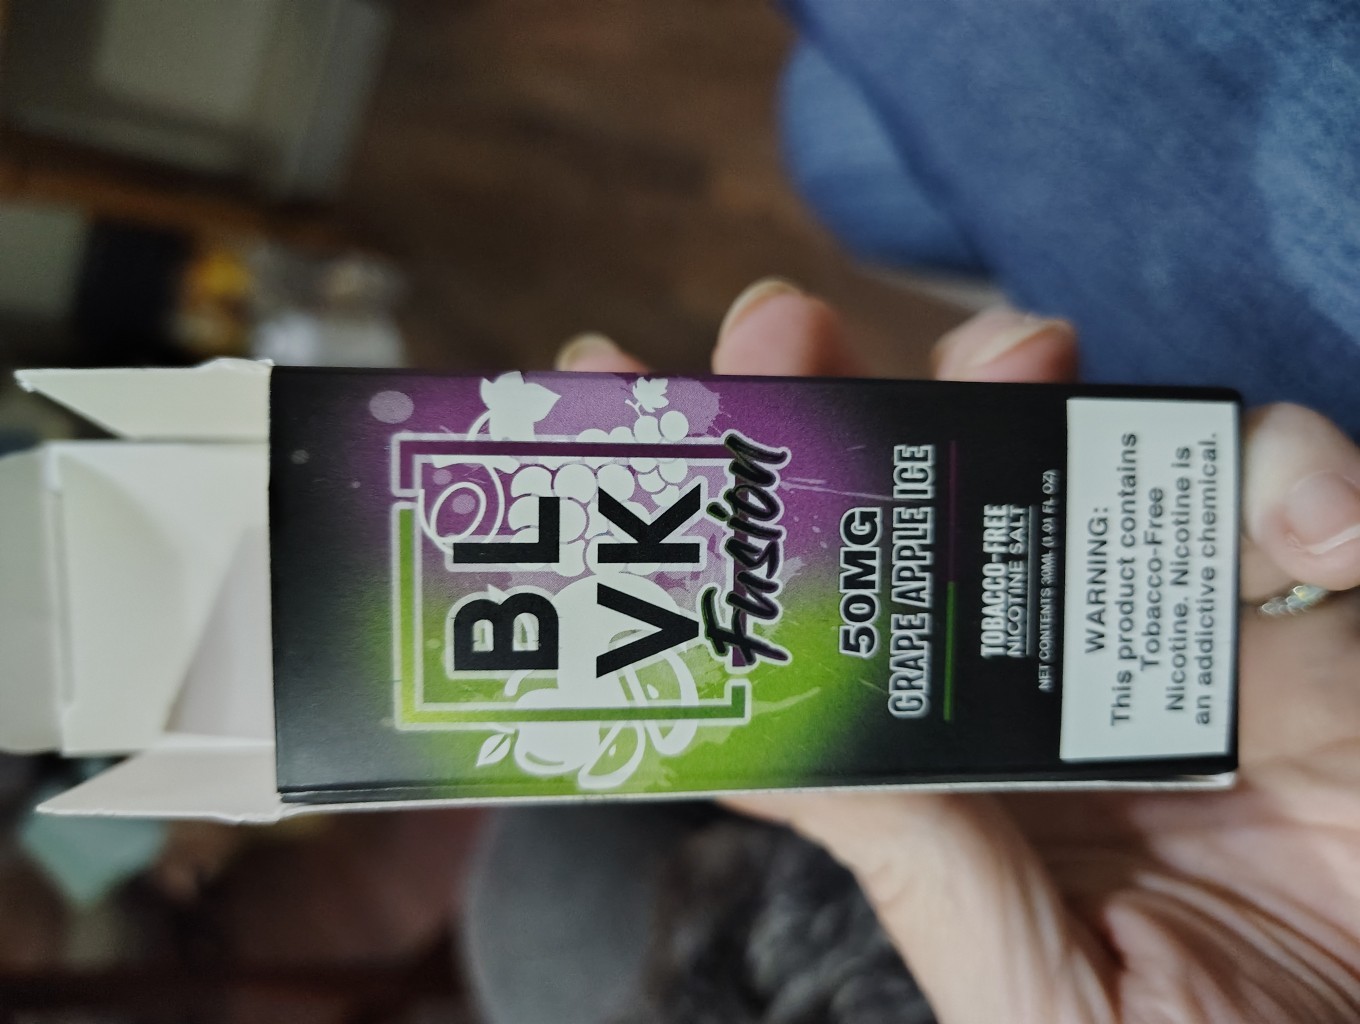 BL
VK
Fusion
50MG
GRAPE APPLE ICE
TOBACCO-FREE
NICOTINE SALT
NET CONTENTS 30ML (1.01 FL OZ)
WARNING:
This product contains
Tobacco-Free
Nicotine. Nicotine is
an addictive chemical.